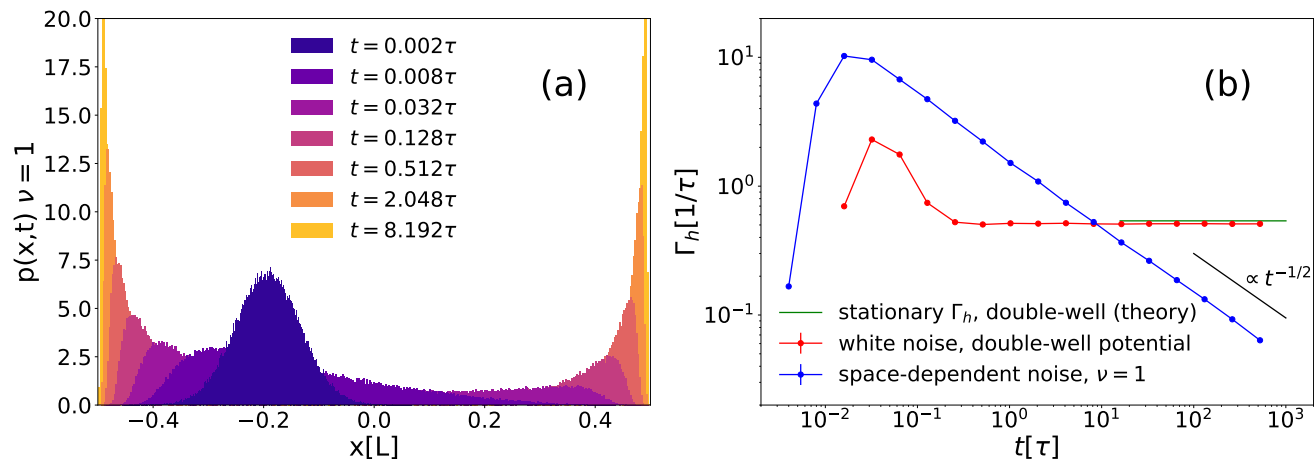 20.0
17.5
15.0
12.5
10.0
7.5
5.0
2.5
0.0
p(x,t) ν = 1
−0.4
−0.2
0.0
0.2
0.4
x[L]
t = 0.002τ
t = 0.008τ
t = 0.032τ
t = 0.128τ
t = 0.512τ
t = 2.048τ
t = 8.192τ
(a)
10¹
10⁰
10⁻¹
Γₕ[1/τ]
10⁻²
10⁻¹
10⁰
10¹
10²
10³
t[τ]
(b)
∝ t⁻¹/²
stationary Γₕ, double-well (theory)
white noise, double-well potential
space-dependent noise, ν = 1